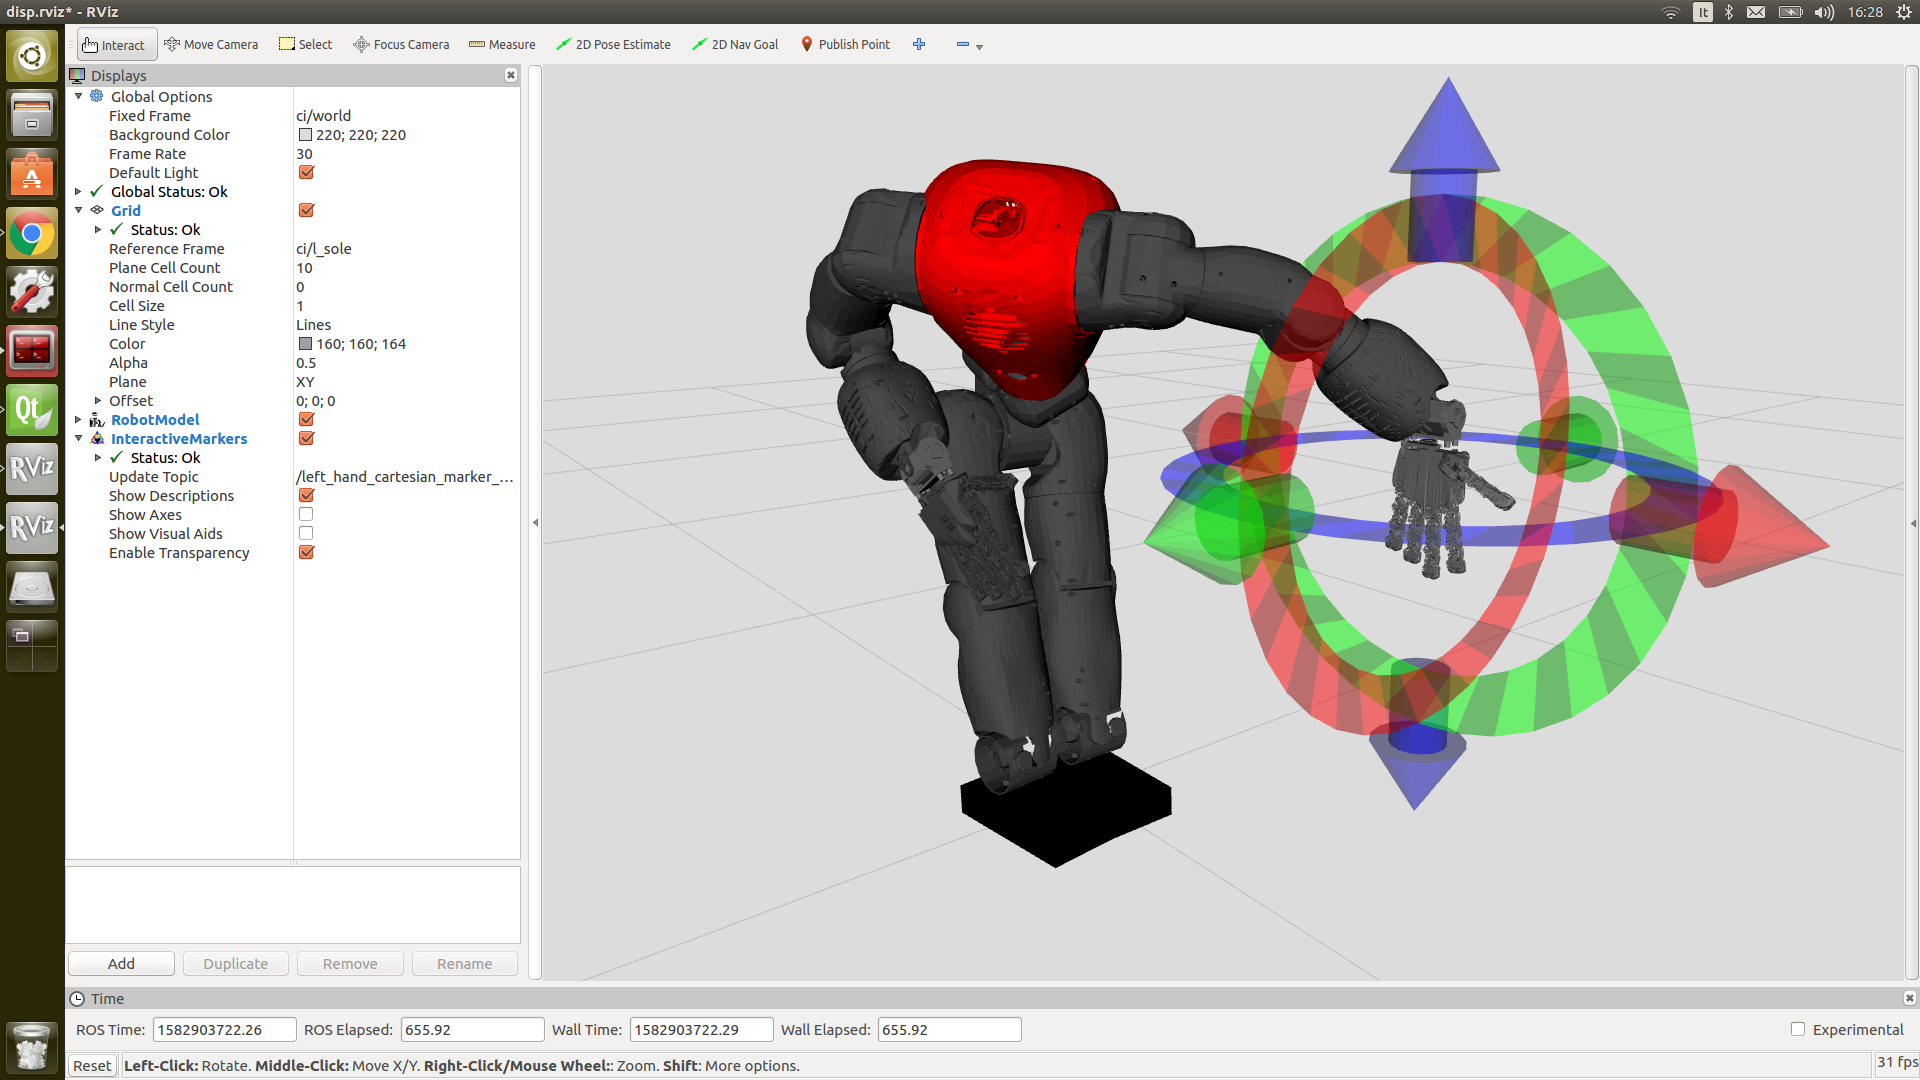 disp.rviz* - RViz
It
16:28
Interact
Move Camera
Select
Focus Camera
Measure
2D Pose Estimate
2D Nav Goal
Publish Point
Displays
Global Options
Fixed Frame ci/world
Background Color 220; 220; 220
Frame Rate 30
Default Light
Global Status: Ok
Grid
Status: Ok
Reference Frame ci/l_sole
Plane Cell Count 10
Normal Cell Count 0
Cell Size 1
Line Style Lines
Color 160; 160; 164
Alpha 0.5
Plane XY
Offset 0; 0; 0
RobotModel
InteractiveMarkers
Status: Ok
Update Topic /left_hand_cartesian_marker_...
Show Descriptions
Show Axes
Show Visual Aids
Enable Transparency
Qt
RViz
RViz
Add Duplicate Remove Rename
Time
ROS Time: 1582903722.26 ROS Elapsed: 655.92 Wall Time: 1582903722.29 Wall Elapsed: 655.92 Experimental
Reset Left-Click: Rotate. Middle-Click: Move X/Y. Right-Click/Mouse Wheel:: Zoom. Shift: More options. 31 fps